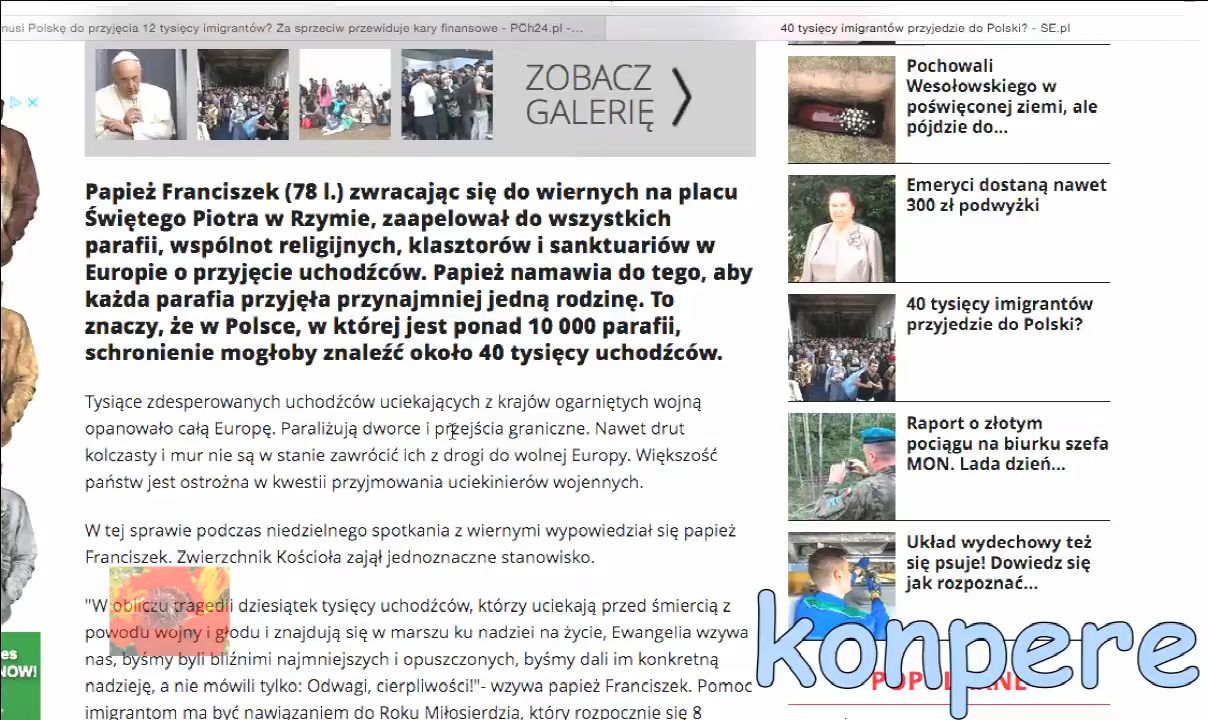 musi Polskę do przyjęcia 12 tysięcy imigrantów? Za sprzeciw przewiduje kary finansowe - PCh24.pl -...
40 tysięcy imigrantów przyjedzie do Polski? - SE.pl
ZOBACZ
GALERIĘ
Papież Franciszek (78 l.) zwracając się do wiernych na placu
Świętego Piotra w Rzymie, zaapelował do wszystkich
parafii, wspólnot religijnych, klasztorów i sanktuariów w
Europie o przyjęcie uchodźców. Papież namawia do tego, aby
każda parafia przyjęła przynajmniej jedną rodzinę. To
znaczy, że w Polsce, w której jest ponad 10 000 parafii,
schronienie mogłoby znaleźć około 40 tysięcy uchodźców.
Tysiące zdesperowanych uchodźców uciekających z krajów ogarniętych wojną
opanowało całą Europę. Paraliżują dworce i przejścia graniczne. Nawet drut
kolczasty i mur nie są w stanie zawrócić ich z drogi do wolnej Europy. Większość
państw jest ostrożna w kwestii przyjmowania uciekinierów wojennych.
W tej sprawie podczas niedzielnego spotkania z wiernymi wypowiedział się papież
Franciszek. Zwierzchnik Kościoła zajął jednoznaczne stanowisko.
"W obliczu tragedii dziesiątek tysięcy uchodźców, którzy uciekają przed śmiercią z
powodu wojny i głodu i znajdują się w marszu ku nadziei na życie, Ewangelia wzywa
nas, byśmy byli bliźnimi najmniejszych i opuszczonych, byśmy dali im konkretną
nadzieję, a nie mówili tylko: Odwagi, cierpliwości!"- wzywa papież Franciszek. Pomoc
imigrantom ma być nawiązaniem do Roku Miłosierdzia, który rozpocznie się 8
Pochowali
Wesołowskiego w
poświęconej ziemi, ale
pójdzie do...
Emeryci dostaną nawet
300 zł podwyżki
40 tysięcy imigrantów
przyjedzie do Polski?
Raport o złotym
pociągu na biurku szefa
MON. Lada dzień...
Układ wydechowy też
się psuje! Dowiedz się
jak rozpoznać...
konpere
NOW!